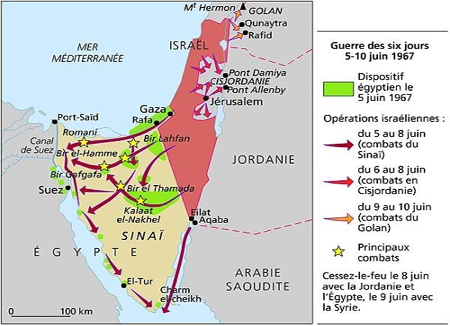 Mt Hermon
GOLAN
Qunaytra
Rafid
ISRAËL
MER
MÉDITERRANÉE
Pont Damiya
CISJORDANIE
Pont Allenby
Jérusalem
Gaza
Rafa
Port-Saïd
Romani
Bir Lahfan
Canal
de Suez
Bir el-Hamme
Bir Gafgafa
JORDANIE
Suez
Bir el Thamada
Kalaat
el-Nakhel
Eilat
Aqaba
SINAÏ
ÉGYPTE
El-Tur
ARABIE
SAOUDITE
Charm
el-cheikh
0 100 km
Guerre des six jours
5-10 juin 1967
Dispositif
égyptien le
5 juin 1967
Opérations israéliennes :
du 5 au 8 juin
(combats du
Sinaï)
du 6 au 8 juin
(combats en
Cisjordanie)
du 9 au 10 juin
(combats du
Golan)
Principaux
combats
Cessez-le-feu le 8 juin
avec la Jordanie et
l'Égypte, le 9 juin avec
la Syrie.